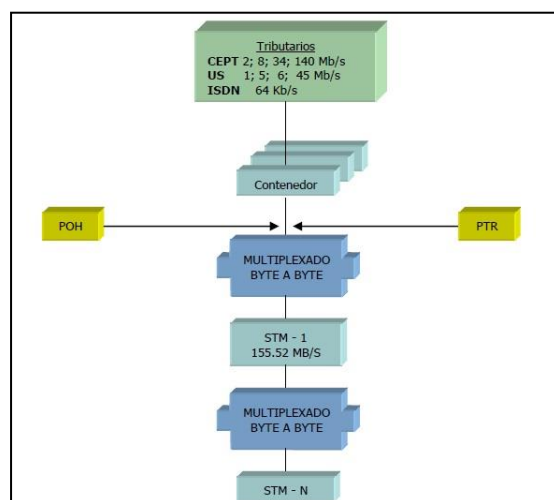 Tributarios
CEPT 2; 8; 34; 140 Mb/s
US 1; 5; 6; 45 Mb/s
ISDN 64 Kb/s
Contenedor
POH
PTR
MULTIPLEXADO
BYTE A BYTE
STM - 1
155.52 MB/S
MULTIPLEXADO
BYTE A BYTE
STM - N